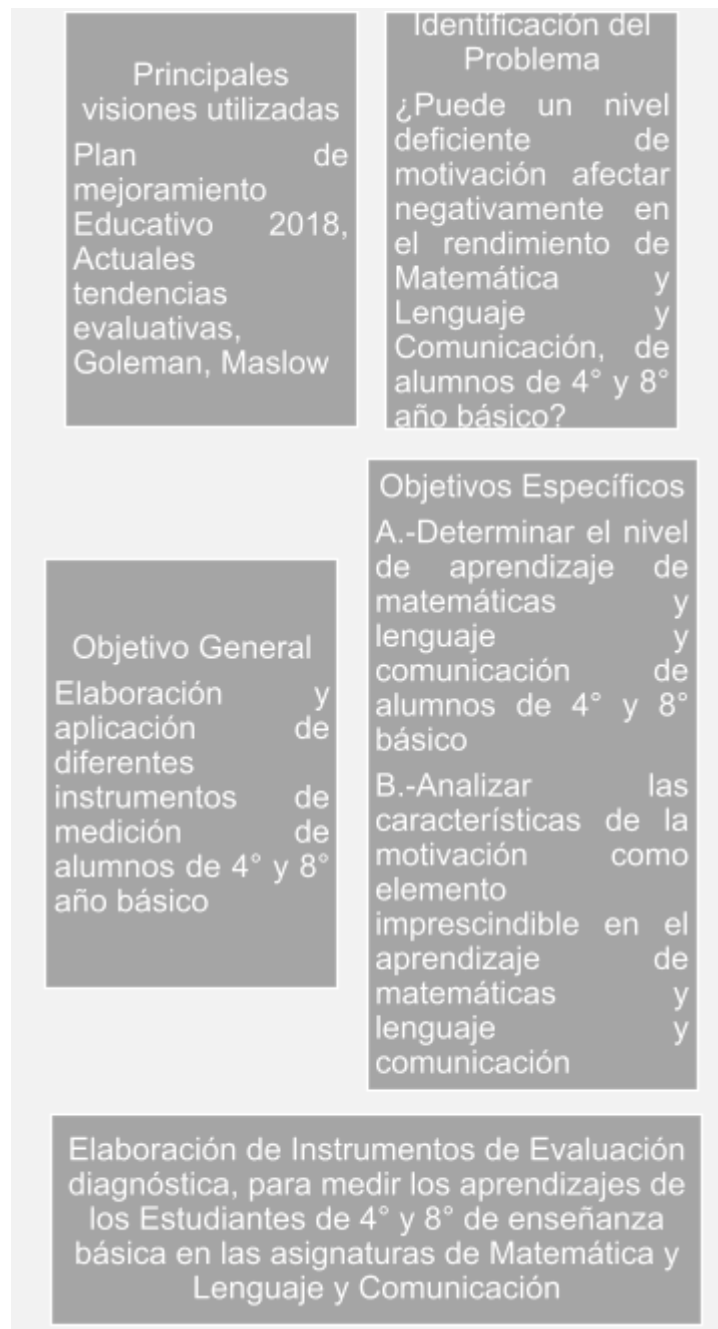 Principales
visiones utilizadas
Plan de
mejoramiento
Educativo 2018,
Actuales
tendencias
evaluativas,
Goleman, Maslow
Identificación del
Problema
¿Puede un nivel
deficiente de
motivación afectar
negativamente en
el rendimiento de
Matemática y
Lenguaje y
Comunicación, de
alumnos de 4° y 8°
año básico?
Objetivo General
Elaboración y
aplicación de
diferentes
instrumentos de
medición de
alumnos de 4° y 8°
año básico
Objetivos Específicos
A.-Determinar el nivel
de aprendizaje de
matemáticas y
lenguaje y
comunicación de
alumnos de 4° y 8°
básico
B.-Analizar las
características de la
motivación como
elemento
imprescindible en el
aprendizaje de
matemáticas y
lenguaje y
comunicación
Elaboración de Instrumentos de Evaluación
diagnóstica, para medir los aprendizajes de
los Estudiantes de 4° y 8° de enseñanza
básica en las asignaturas de Matemática y
Lenguaje y Comunicación